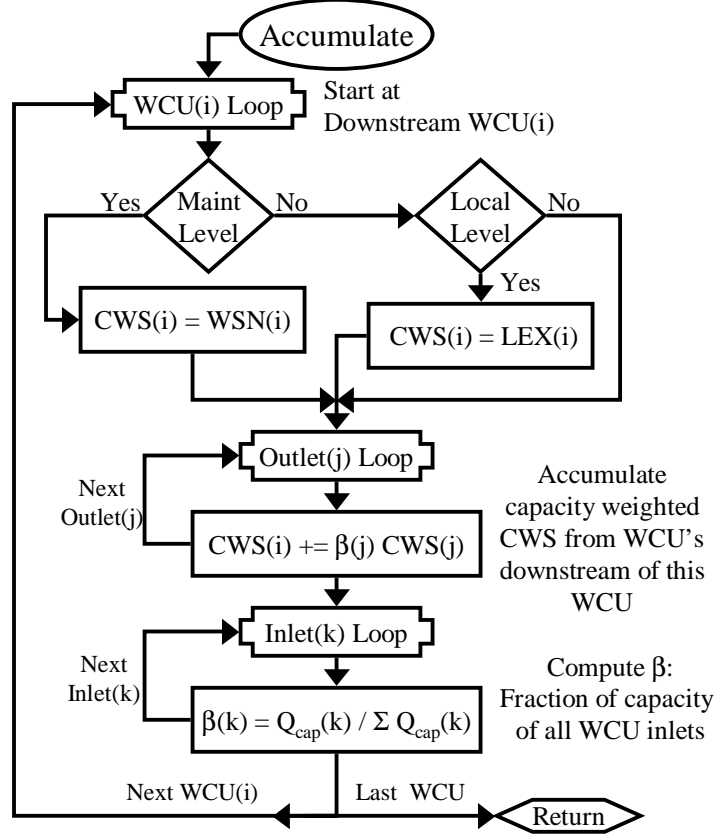 Accumulate
WCU(i) Loop
Start at
Downstream WCU(i)
Yes
Maint
Level
No
Local
Level
No
Yes
CWS(i) = WSN(i)
CWS(i) = LEX(i)
Outlet(j) Loop
Next
Outlet(j)
CWS(i) += β(j) CWS(j)
Accumulate
capacity weighted
CWS from WCU's
downstream of this
WCU
Inlet(k) Loop
Next
Inlet(k)
β(k) = Q_cap(k) / Σ Q_cap(k)
Compute β:
Fraction of capacity
of all WCU inlets
Next WCU(i)
Last WCU
Return